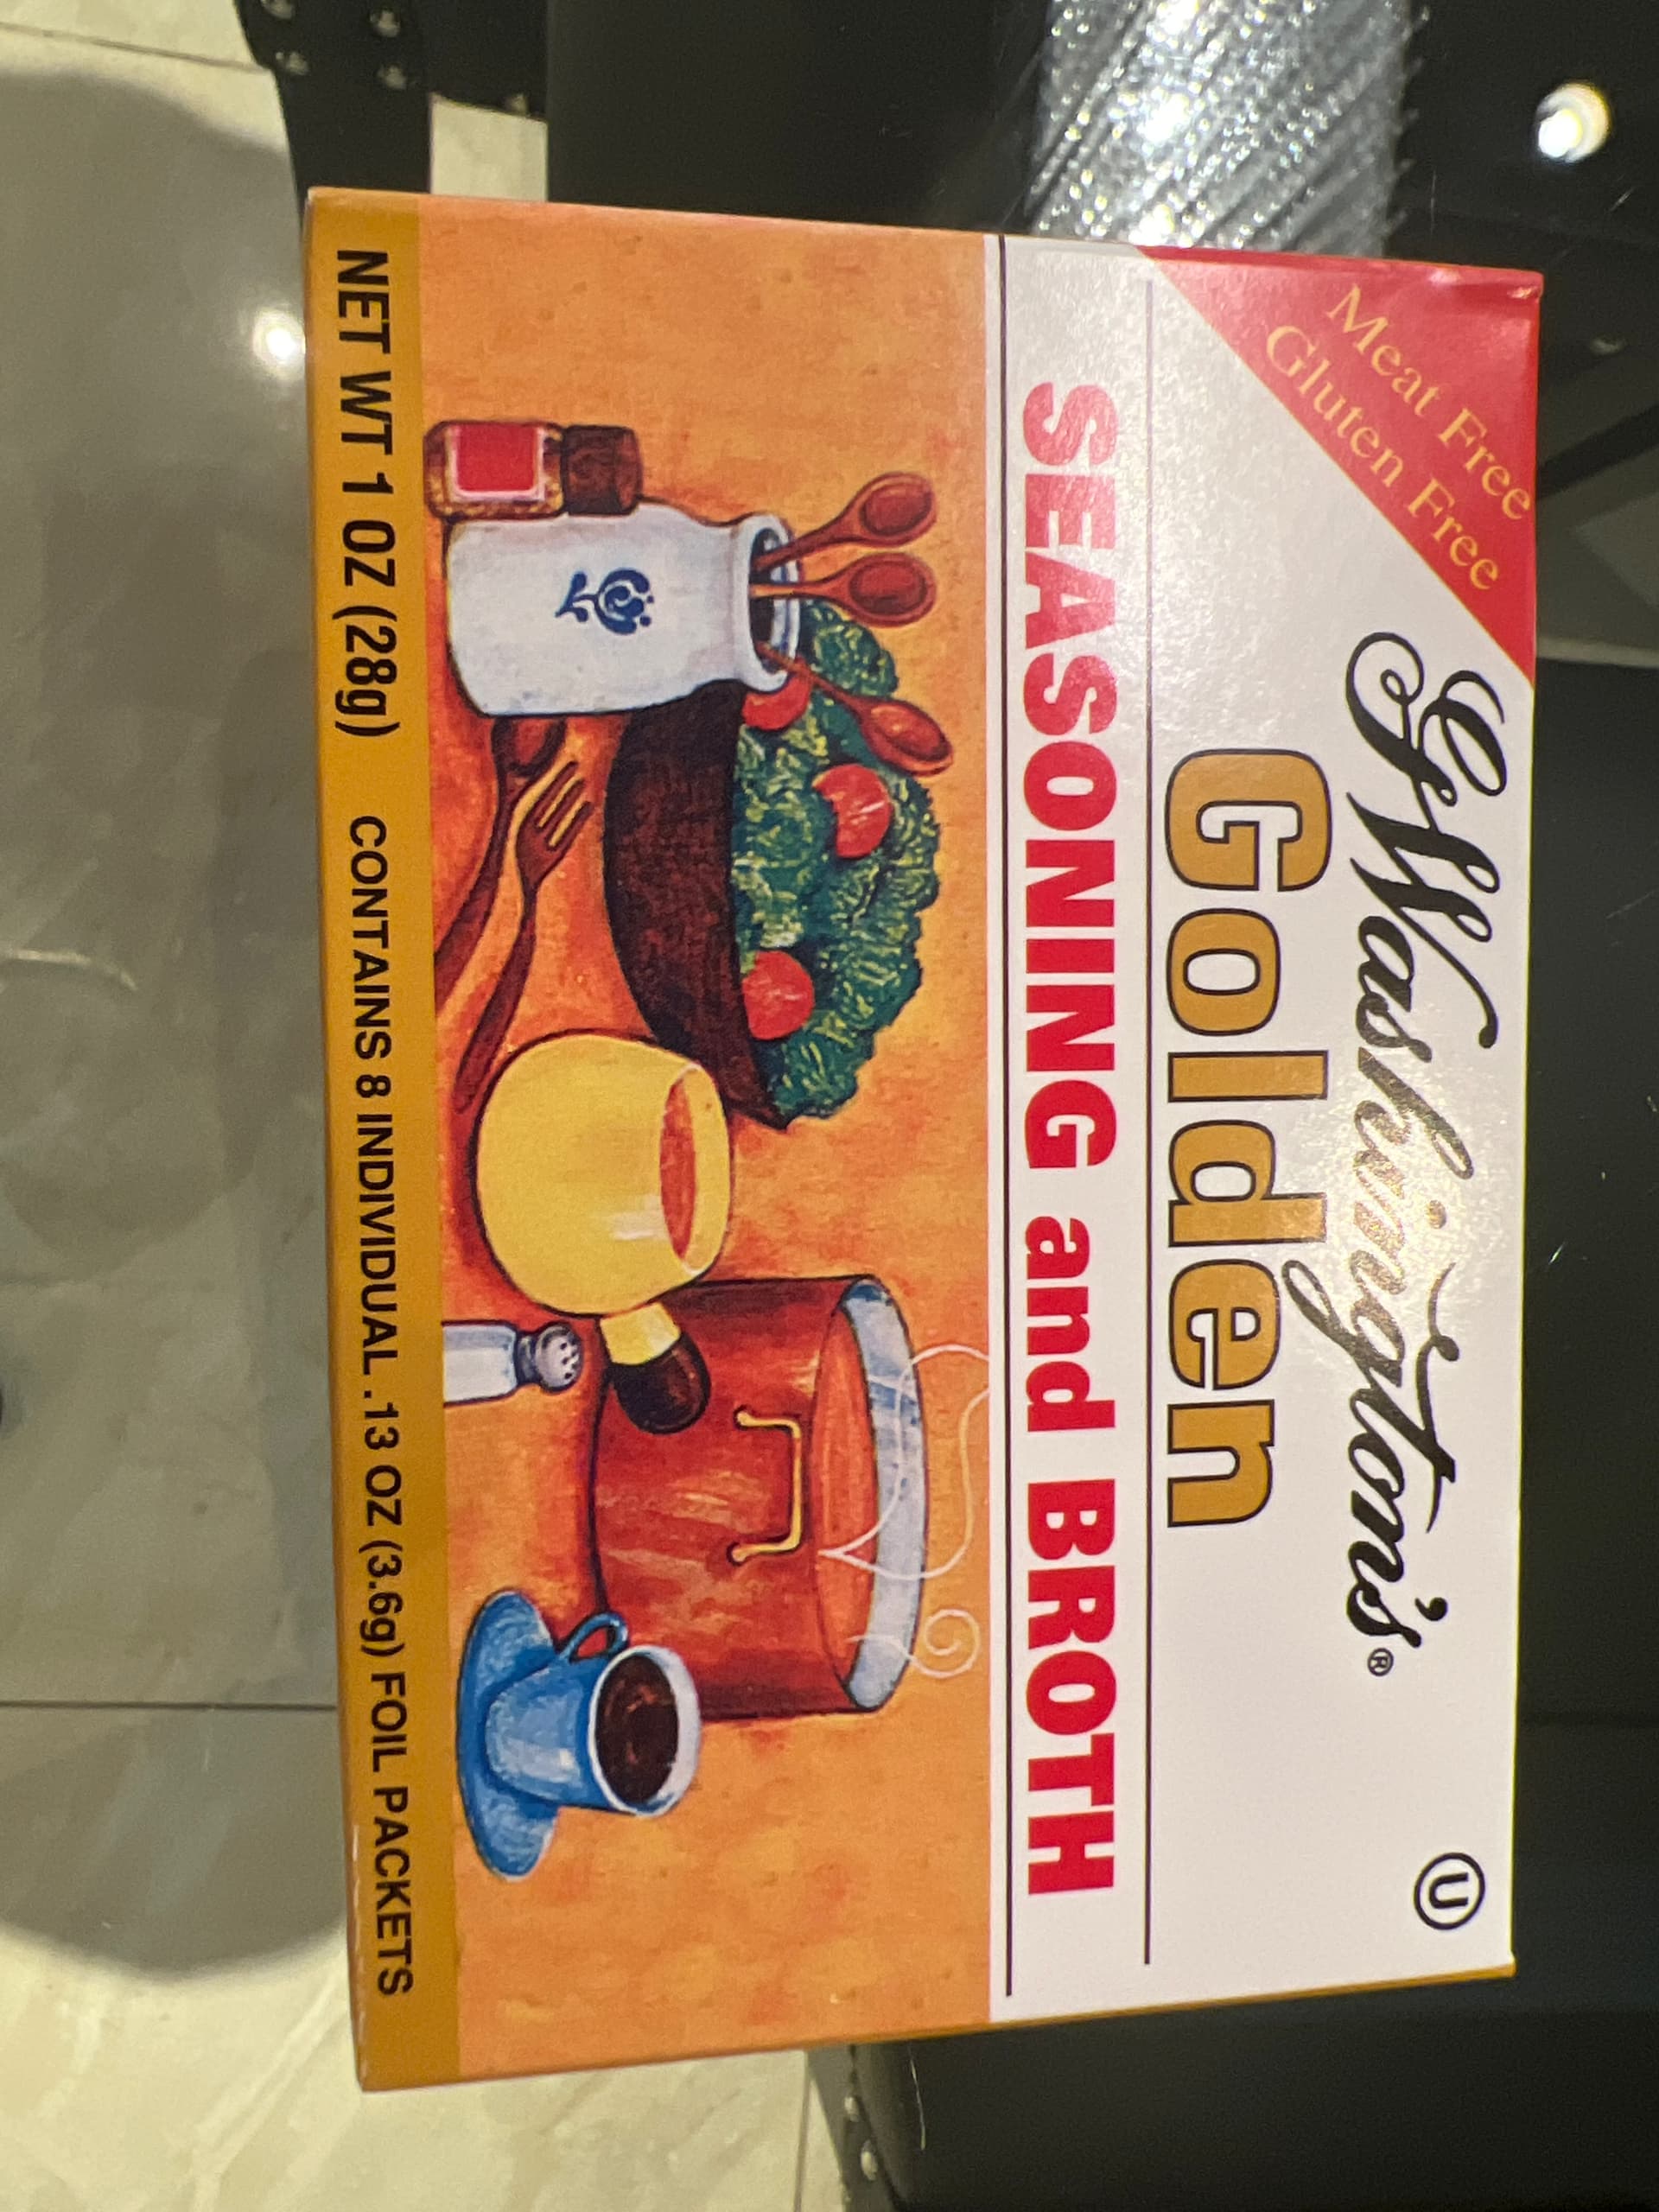 Meat Free
Gluten Free
GWashington's®
U
Golden
SEASONING and BROTH
NET WT 1 OZ (28g) CONTAINS 8 INDIVIDUAL .13 OZ (3.6g) FOIL PACKETS